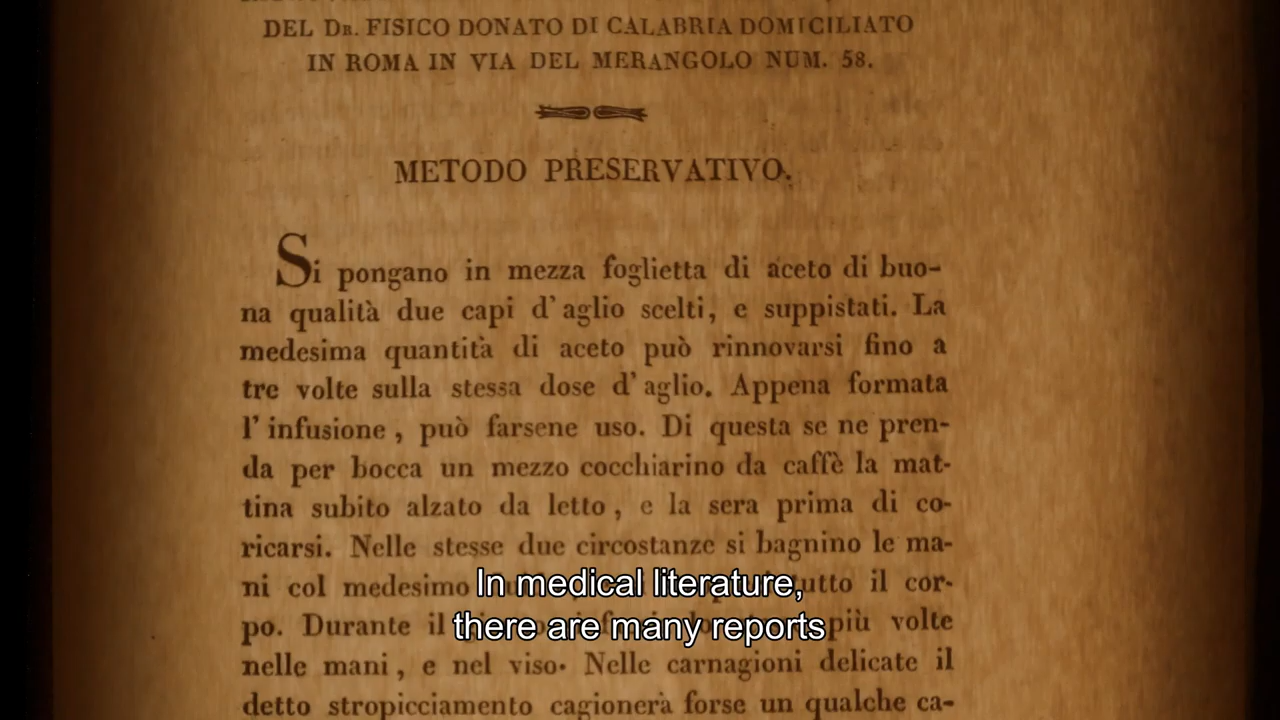 DEL DR. FISICO DONATO DI CALABRIA DOMICILIATO
IN ROMA IN VIA DEL MERANGOLO NUM. 58.
METODO PRESERVATIVO.
Si pongano in mezza foglietta di aceto di buo-
na qualità due capi d'aglio scelti, e suppistati. La
medesima quantità di aceto può rinnovarsi fino a
tre volte sulla stessa dose d'aglio. Appena formata
l'infusione, può farsene uso. Di questa se ne pren-
da per bocca un mezzo cocchiarino da caffè la mat-
tina subito alzato da letto, e la sera prima di co-
ricarsi. Nelle stesse due circostanze si bagnino le ma-
ni col medesimo tutto il cor-
po. Durante il più volte
nelle mani, e nel viso. Nelle carnagioni delicate il
detto stropicciamento cagionerà forse un qualche ca-
In medical literature,
there are many reports